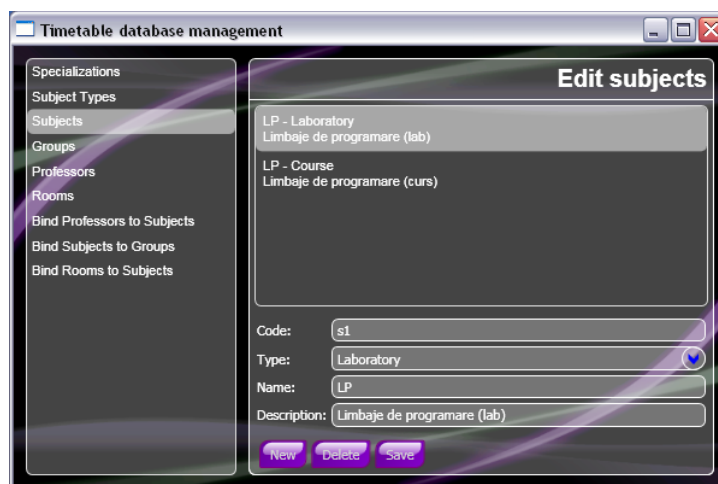 Timetable database management
Specializations
Subject Types
Subjects
Groups
Professors
Rooms
Bind Professors to Subjects
Bind Subjects to Groups
Bind Rooms to Subjects
Edit subjects
LP - Laboratory
Limbaje de programare (lab)
LP - Course
Limbaje de programare (curs)
Code: s1
Type: Laboratory
Name: LP
Description: Limbaje de programare (lab)
New Delete Save